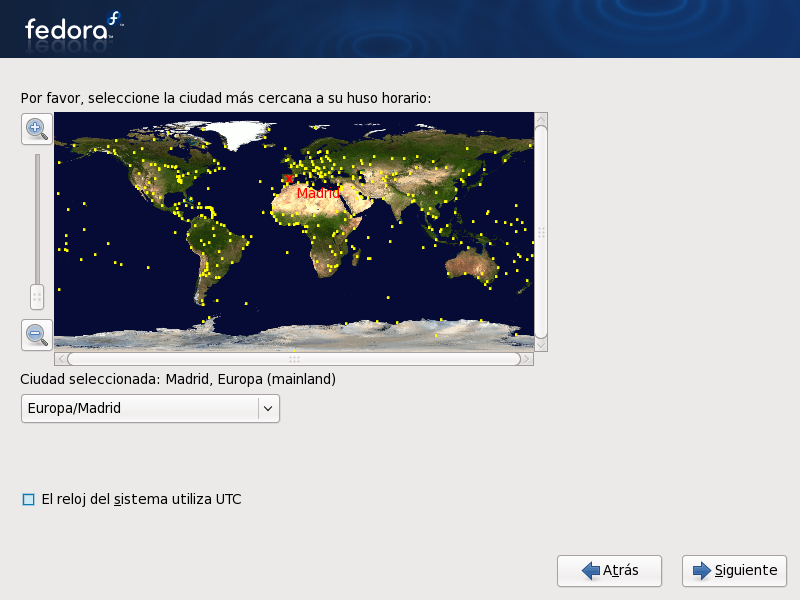 fedora
Por favor, seleccione la ciudad más cercana a su huso horario:
Madrid
Ciudad seleccionada: Madrid, Europa (mainland)
Europa/Madrid
El reloj del sistema utiliza UTC
Atrás
Siguiente